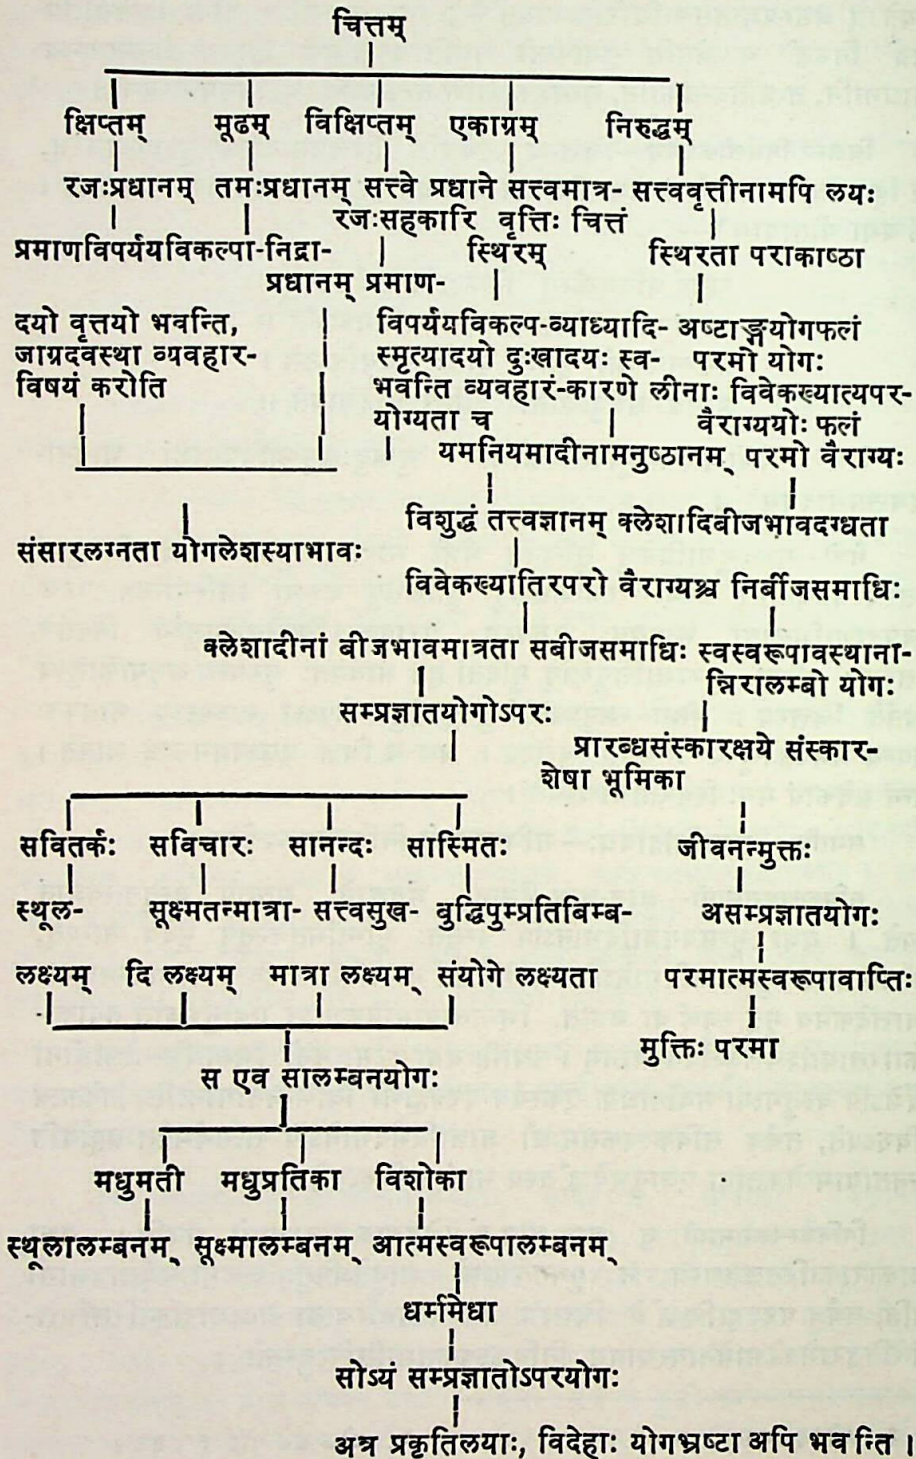 चित्तम्
क्षिप्तम् मूढम् विक्षिप्तम् एकाग्रम् निरुद्धम्
रजःप्रधानम् तमःप्रधानम् सत्त्वे प्रधाने सत्त्वमात्र- सत्त्ववृत्तीनामपि लयः
रजःसहकारि वृत्तिः चित्तं
प्रमाणविपर्ययविकल्पा-निद्रा- स्थिरम् स्थिरता पराकाष्ठा
प्रधानम् प्रमाण-
दयो वृत्तयो भवन्ति, विपर्ययविकल्प-व्याध्यादि- अष्टाङ्गयोगफलं
जाग्रदवस्था व्यवहार- स्मृत्यादयो दुःखादयः स्व- परमो योगः
विषयं करोति भवन्ति व्यवहारं-कारणे लीनाः विवेकख्यात्यपर-
योग्यता च वैराग्ययोः फलं
यमनियमादीनामनुष्ठानम् परमो वैराग्यः
विशुद्धं तत्त्वज्ञानम् क्लेशादिबीजभावदग्धता
संसारलग्नता योगलेशस्याभावः
विवेकख्यातिरपरो वैराग्यश्च निर्बीजसमाधिः
क्लेशादीनां बीजभावमात्रता सबीजसमाधिः स्वस्वरूपावस्थाना-
न्निरालम्बो योगः
सम्प्रज्ञातयोगोऽपरः
प्रारब्धसंस्कारक्षये संस्कार-
शेषा भूमिका
सवितर्कः सविचारः सानन्दः सास्मितः जीवनन्मुक्तः
स्थूल- सूक्ष्मतन्मात्रा- सत्त्वसुख- वुद्धिपुम्प्रतिबिम्ब- असम्प्रज्ञातयोगः
लक्ष्यम् दि लक्ष्यम् मात्रा लक्ष्यम् संयोगे लक्ष्यता परमात्मस्वरूपावाप्तिः
मुक्तिः परमा
स एव सालम्बनयोगः
मधुमती मधुप्रतिका विशोका
स्थूलालम्बनम् सूक्ष्मालम्बनम् आत्मस्वरूपालम्बनम्
धर्ममेधा
सोऽयं सम्प्रज्ञातोऽपरयोगः
अत्र प्रकृतिलयाः, विदेहाः योगभ्रष्टा अपि भवन्ति ।